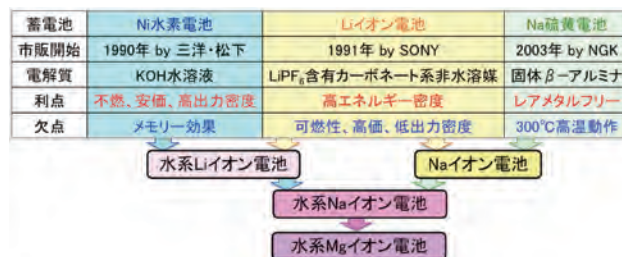 蓄電池 Ni水素電池 Liイオン電池 Na硫黄電池
市販開始 1990年 by 三洋・松下 1991年 by SONY 2003年 by NGK
電解質 KOH水溶液 LiPF6含有カーボネート系非水溶媒 固体β-アルミナ
利点 不燃、安価、高出力密度 高エネルギー密度 レアメタルフリー
欠点 メモリー効果 可燃性、高価、低出力密度 300℃高温動作
水系Liイオン電池 Naイオン電池
水系Naイオン電池
水系Mgイオン電池